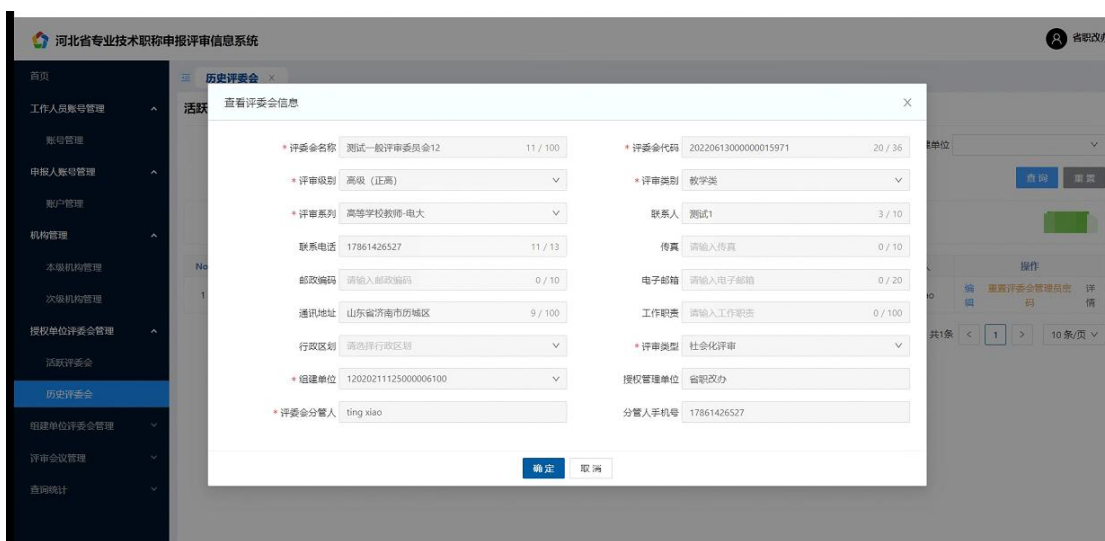 河北省专业技术职称申报评审信息系统
省职改办
首页
历史评委会 ×
工作人员账号管理
账号管理
申报人账号管理
账户管理
机构管理
本级机构管理
次级机构管理
授权单位评委会管理
活跃评委会
历史评委会
组建单位评委会管理
评审会议管理
查询统计
活跃
查看评委会信息
* 评委会名称 测试一般评审委员会12 11 / 100 * 评委会代码 20220613000000015971 20 / 36
* 评审级别 高级（正高） * 评审类别 教学类
* 评审系列 高等学校教师-电大 联系人 测试1 3 / 10
联系电话 17861426527 11 / 13 传真 请输入传真 0 / 10
邮政编码 请输入邮政编码 0 / 10 电子邮箱 请输入电子邮箱 0 / 20
通讯地址 山东省济南市历城区 9 / 100 工作职责 请输入工作职责 0 / 100
行政区划 请选择行政区划 * 评审类型 社会化评审
* 组建单位 12020211125000006100 授权管理单位 省职改办
* 评委会分管人 ting xiao 分管人手机号 17861426527
确定 取消
建单位
查询 重置
No
操作
1
ao 编辑 重置评委会管理员密码 详情
共1条 < 1 > 10 条/页